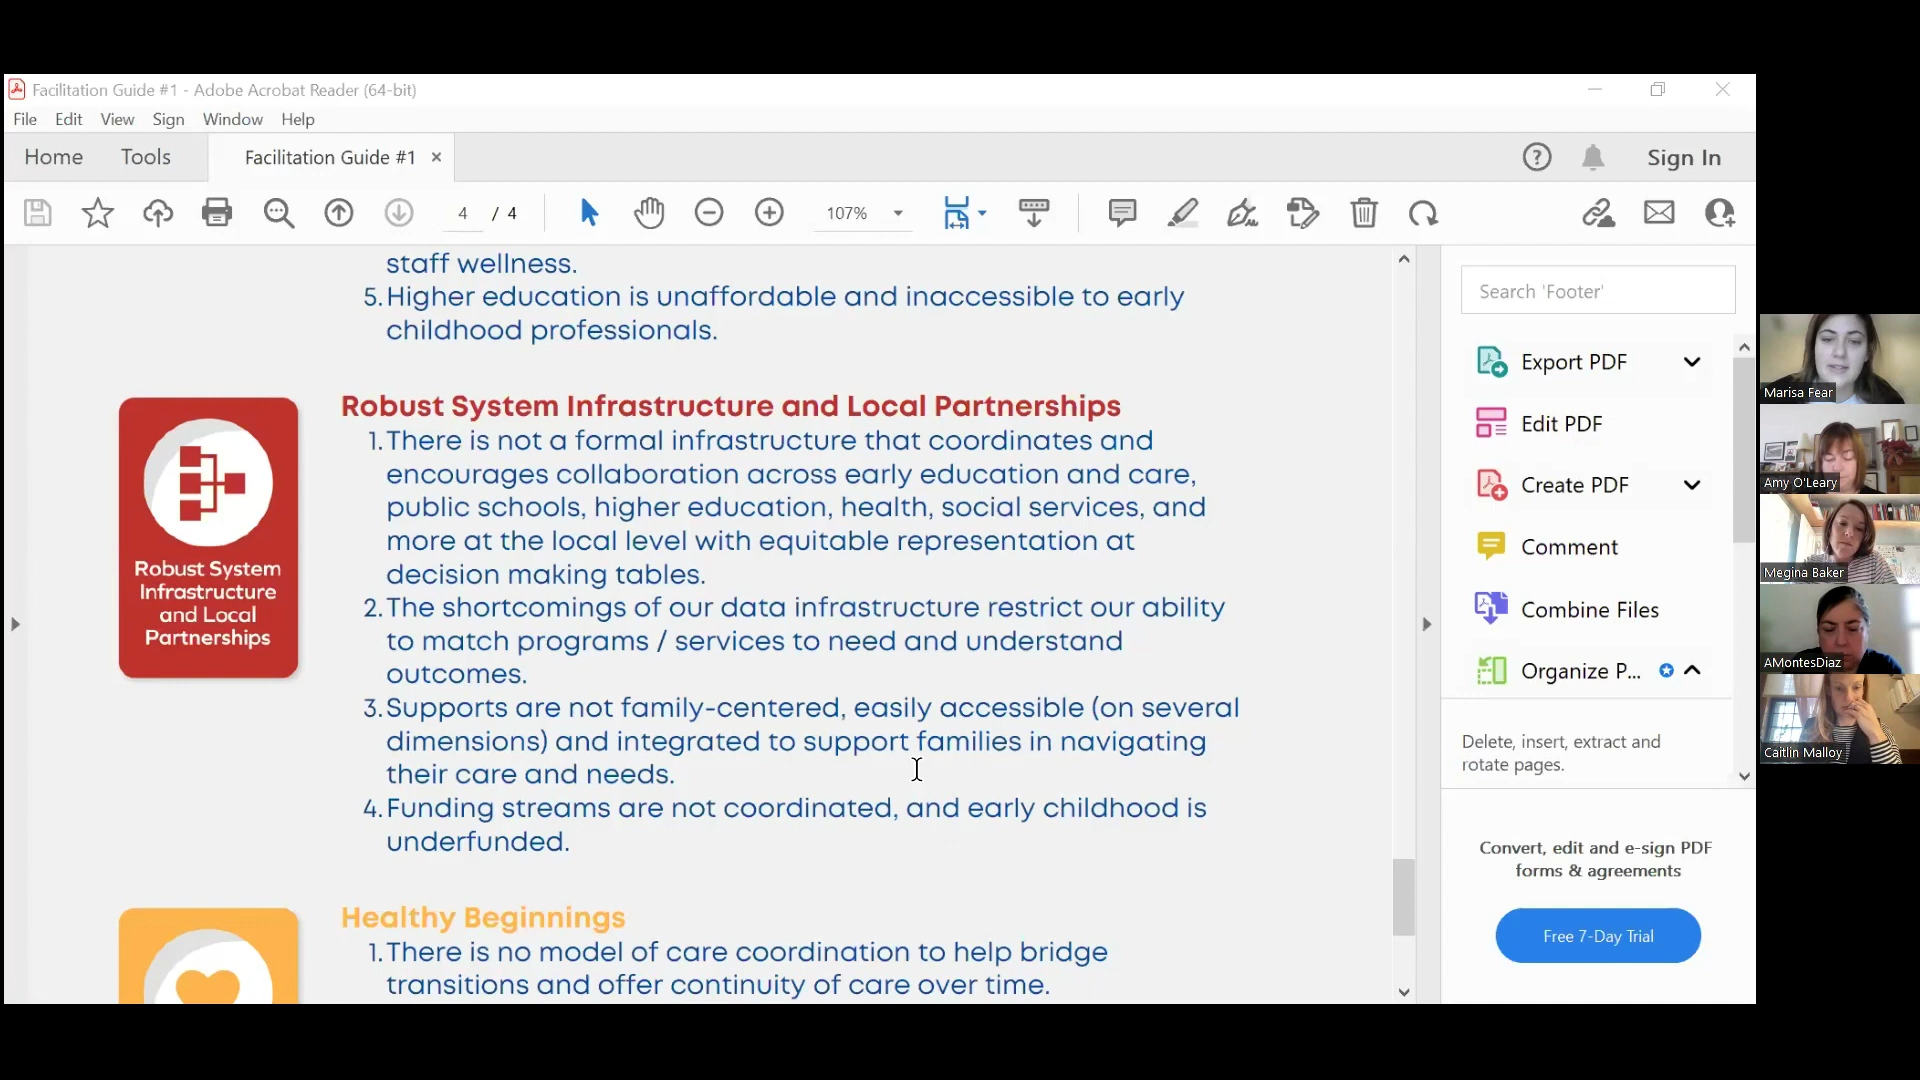 Facilitation Guide #1 - Adobe Acrobat Reader (64-bit)
File Edit View Sign Window Help
Home Tools Facilitation Guide #1 × Sign In
4 / 4 107%
staff wellness.
5. Higher education is unaffordable and inaccessible to early
childhood professionals.
Robust System Infrastructure and Local Partnerships
1. There is not a formal infrastructure that coordinates and
encourages collaboration across early education and care,
public schools, higher education, health, social services, and
more at the local level with equitable representation at
decision making tables.
2. The shortcomings of our data infrastructure restrict our ability
to match programs / services to need and understand
outcomes.
3. Supports are not family-centered, easily accessible (on several
dimensions) and integrated to support families in navigating
their care and needs.
4. Funding streams are not coordinated, and early childhood is
underfunded.
Robust System
Infrastructure
and Local
Partnerships
Healthy Beginnings
1. There is no model of care coordination to help bridge
transitions and offer continuity of care over time.
Search 'Footer'
Export PDF
Edit PDF
Create PDF
Comment
Combine Files
Organize P...
Delete, insert, extract and
rotate pages.
Convert, edit and e-sign PDF
forms & agreements
Free 7-Day Trial
Marisa Fear
Amy O'Leary
Megina Baker
AMontesDiaz
Caitlin Malloy